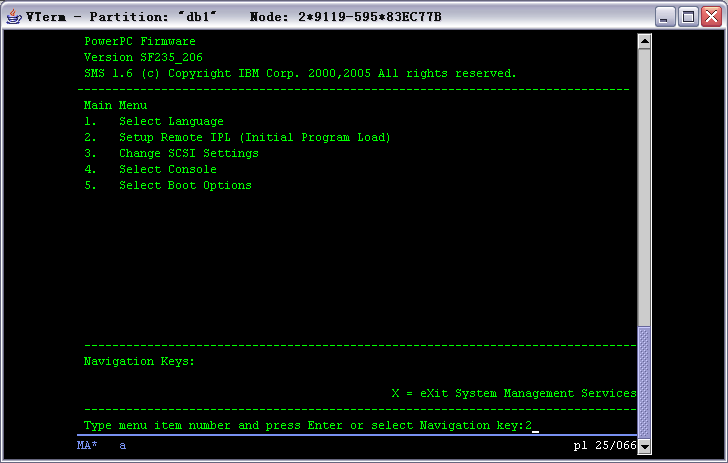 VTerm - Partition: "db1" Node: 2*9119-595*83EC77B
PowerPC Firmware
Version SF235_206
SMS 1.6 (c) Copyright IBM Corp. 2000,2005 All rights reserved.
Main Menu
1. Select Language
2. Setup Remote IPL (Initial Program Load)
3. Change SCSI Settings
4. Select Console
5. Select Boot Options
Navigation Keys:
X = eXit System Management Services
Type menu item number and press Enter or select Navigation key:2
MA* a pl 25/066